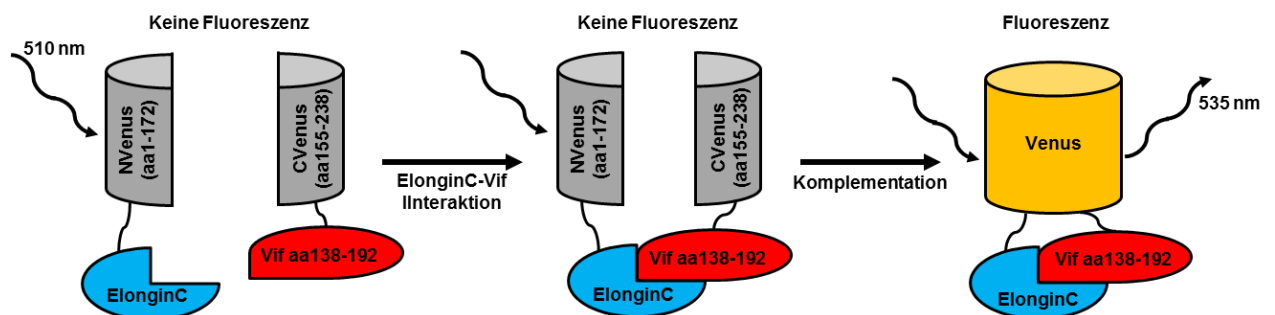 Keine Fluoreszenz
510 nm
NVenus
(aa1-172)
CVenus
(aa155-238)
ElonginC
Vif aa138-192
ElonginC-Vif
IInteraktion
Keine Fluoreszenz
NVenus
(aa1-172)
CVenus
(aa155-238)
Vif aa138-192
ElonginC
Komplementation
Fluoreszenz
Venus
535 nm
Vif aa138-192
ElonginC